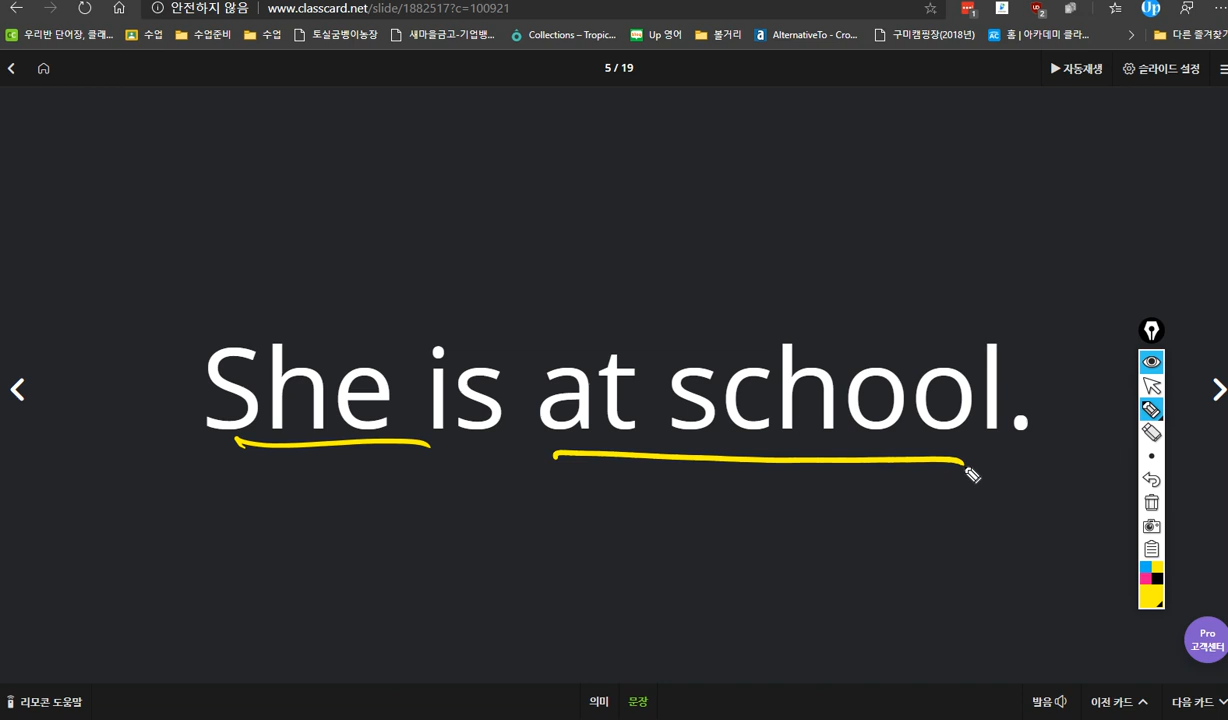 안전하지 않음 | www.classcard.net/slide/1882517?c=100921
우리반 단어장, 클래... 수업 수업준비 수업 토실굼벵이농장 새마을금고-기업뱅... Collections – Tropic... Up 영어 볼거리 AlternativeTo - Cro... 구미캠핑장(2018년) 홈 | 아카데미 클라... 다른 즐겨찾기
5 / 19
자동재생 슬라이드 설정
She is at school.
Pro
고객센터
리모콘 도움말 의미 문장 발음 이전 카드 다음 카드